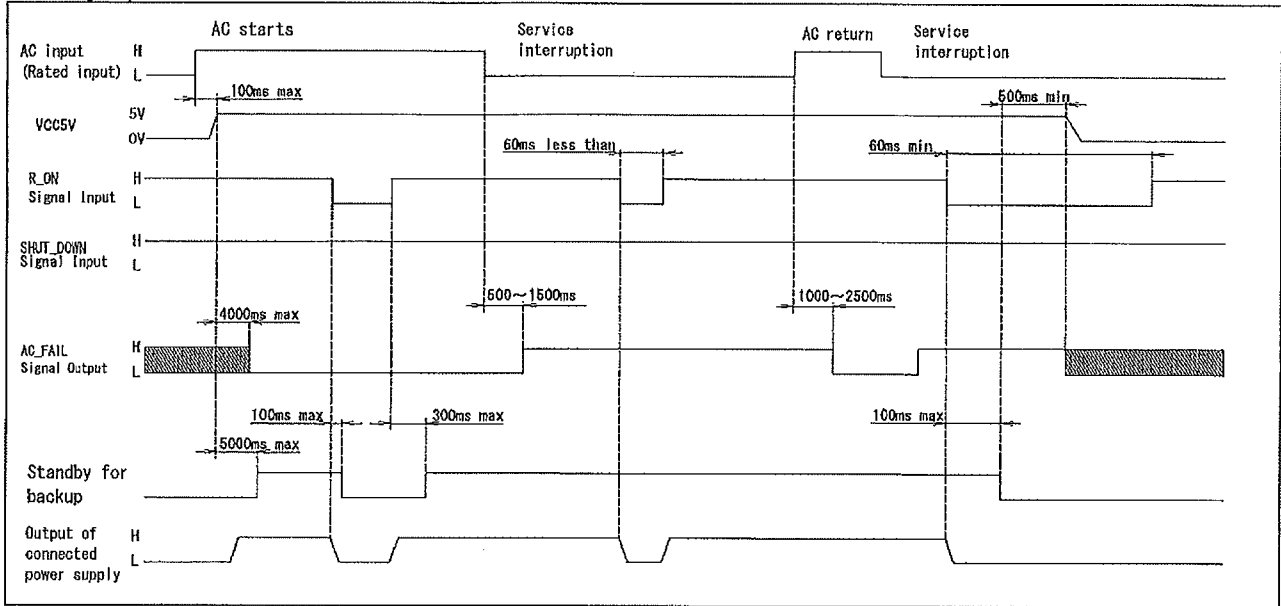 AC starts
Service
interruption
AC return
Service
interruption
AC input
(Rated input)
H
L
100ms max
500ms min
VCC5V
5V
0V
60ms less than
60ms min
R_ON
Signal Input
H
L
SHUT_DOWN
Signal Input
H
L
500～1500ms
1000～2500ms
4000ms max
AC_FAIL
Signal Output
H
L
100ms max
300ms max
100ms max
5000ms max
Standby for
backup
Output of
connected
power supply
H
L